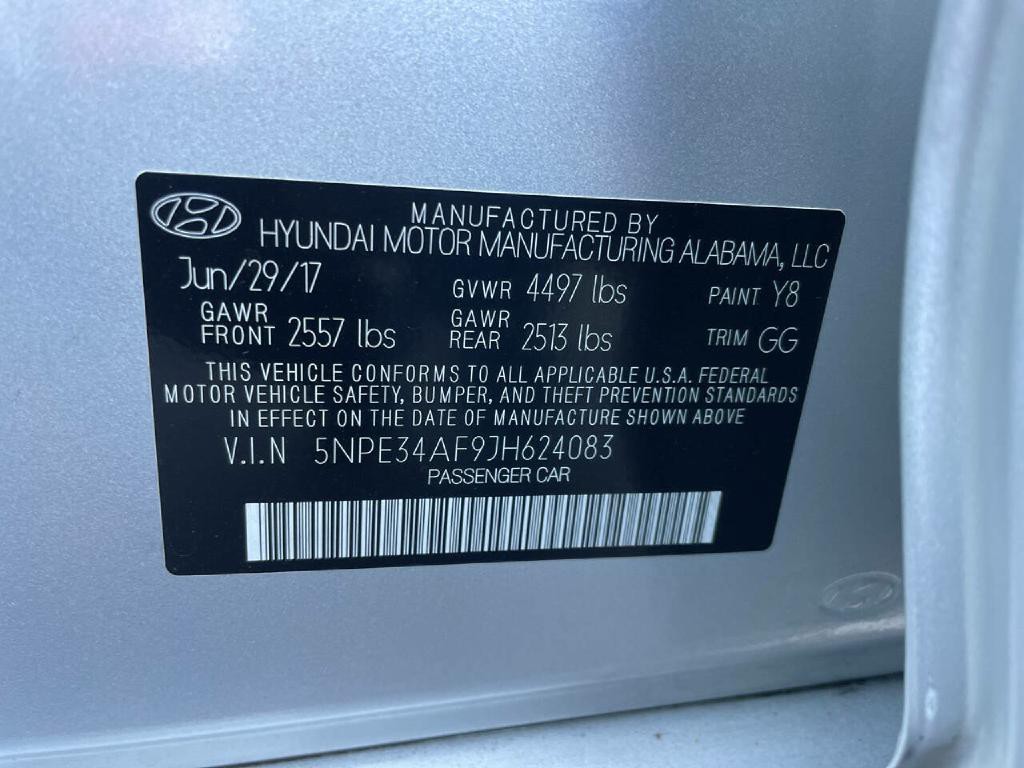 MANUFACTURED BY
HYUNDAI MOTOR MANUFACTURING ALABAMA, LLC
Jun/29/17 GVWR 4497 lbs PAINT Y8
GAWR FRONT 2557 lbs GAWR REAR 2513 lbs TRIM GG
THIS VEHICLE CONFORMS TO ALL APPLICABLE U.S.A. FEDERAL
MOTOR VEHICLE SAFETY, BUMPER, AND THEFT PREVENTION STANDARDS
IN EFFECT ON THE DATE OF MANUFACTURE SHOWN ABOVE
V.I.N 5NPE34AF9JH624083
PASSENGER CAR